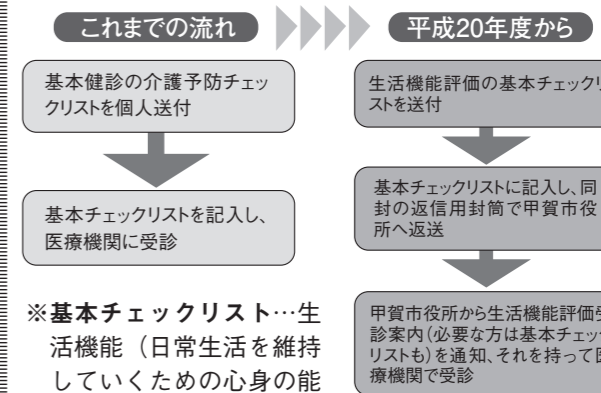 これまでの流れ
基本健診の介護予防チェッ
クリストを個人送付
基本チェックリストを記入し、
医療機関に受診
※基本チェックリスト…生
活機能（日常生活を維持
していくための心身の能
平成20年度から
生活機能評価の基本チェックリ
ストを送付
基本チェックリストに記入し、同
封の返信用封筒で甲賀市役
所へ返送
甲賀市役所から生活機能評価受
診案内(必要な方は基本チェック
リストも)を通知、それを持って医
療機関で受診